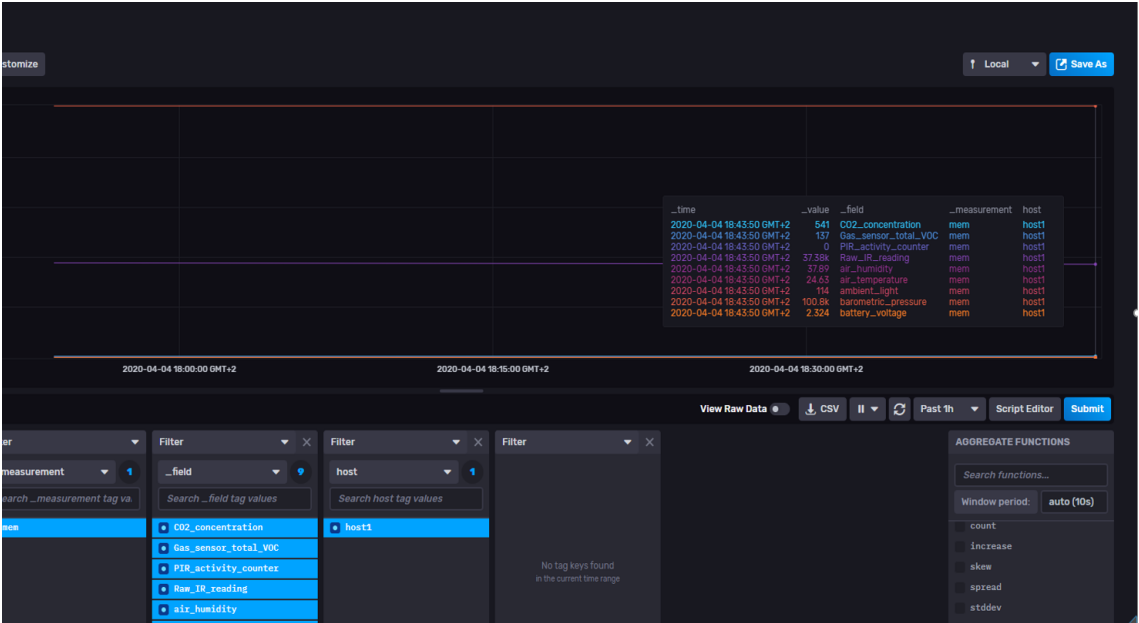 stomize
Local
Save As
_time _value _field _measurement host
2020-04-04 18:43:50 GMT+2 541 CO2_concentration mem host1
2020-04-04 18:43:50 GMT+2 137 Gas_sensor_total_VOC mem host1
2020-04-04 18:43:50 GMT+2 0 PIR_activity_counter mem host1
2020-04-04 18:43:50 GMT+2 37.38k Raw_IR_reading mem host1
2020-04-04 18:43:50 GMT+2 37.89 air_humidity mem host1
2020-04-04 18:43:50 GMT+2 24.63 air_temperature mem host1
2020-04-04 18:43:50 GMT+2 114 ambient_light mem host1
2020-04-04 18:43:50 GMT+2 100.8k barometric_pressure mem host1
2020-04-04 18:43:50 GMT+2 2.324 battery_voltage mem host1
2020-04-04 18:00:00 GMT+2 2020-04-04 18:15:00 GMT+2 2020-04-04 18:30:00 GMT+2
View Raw Data CSV Past 1h Script Editor Submit
er
measurement 1
earch _measurement tag va.
mem
Filter
_field 9
Search _field tag values
CO2_concentration
Gas_sensor_total_VOC
PIR_activity_counter
Raw_IR_reading
air_humidity
Filter
host 1
Search host tag values
host1
Filter
No tag keys found
in the current time range
AGGREGATE FUNCTIONS
Search functions...
Window period: auto (10s)
count
increase
skew
spread
stddev